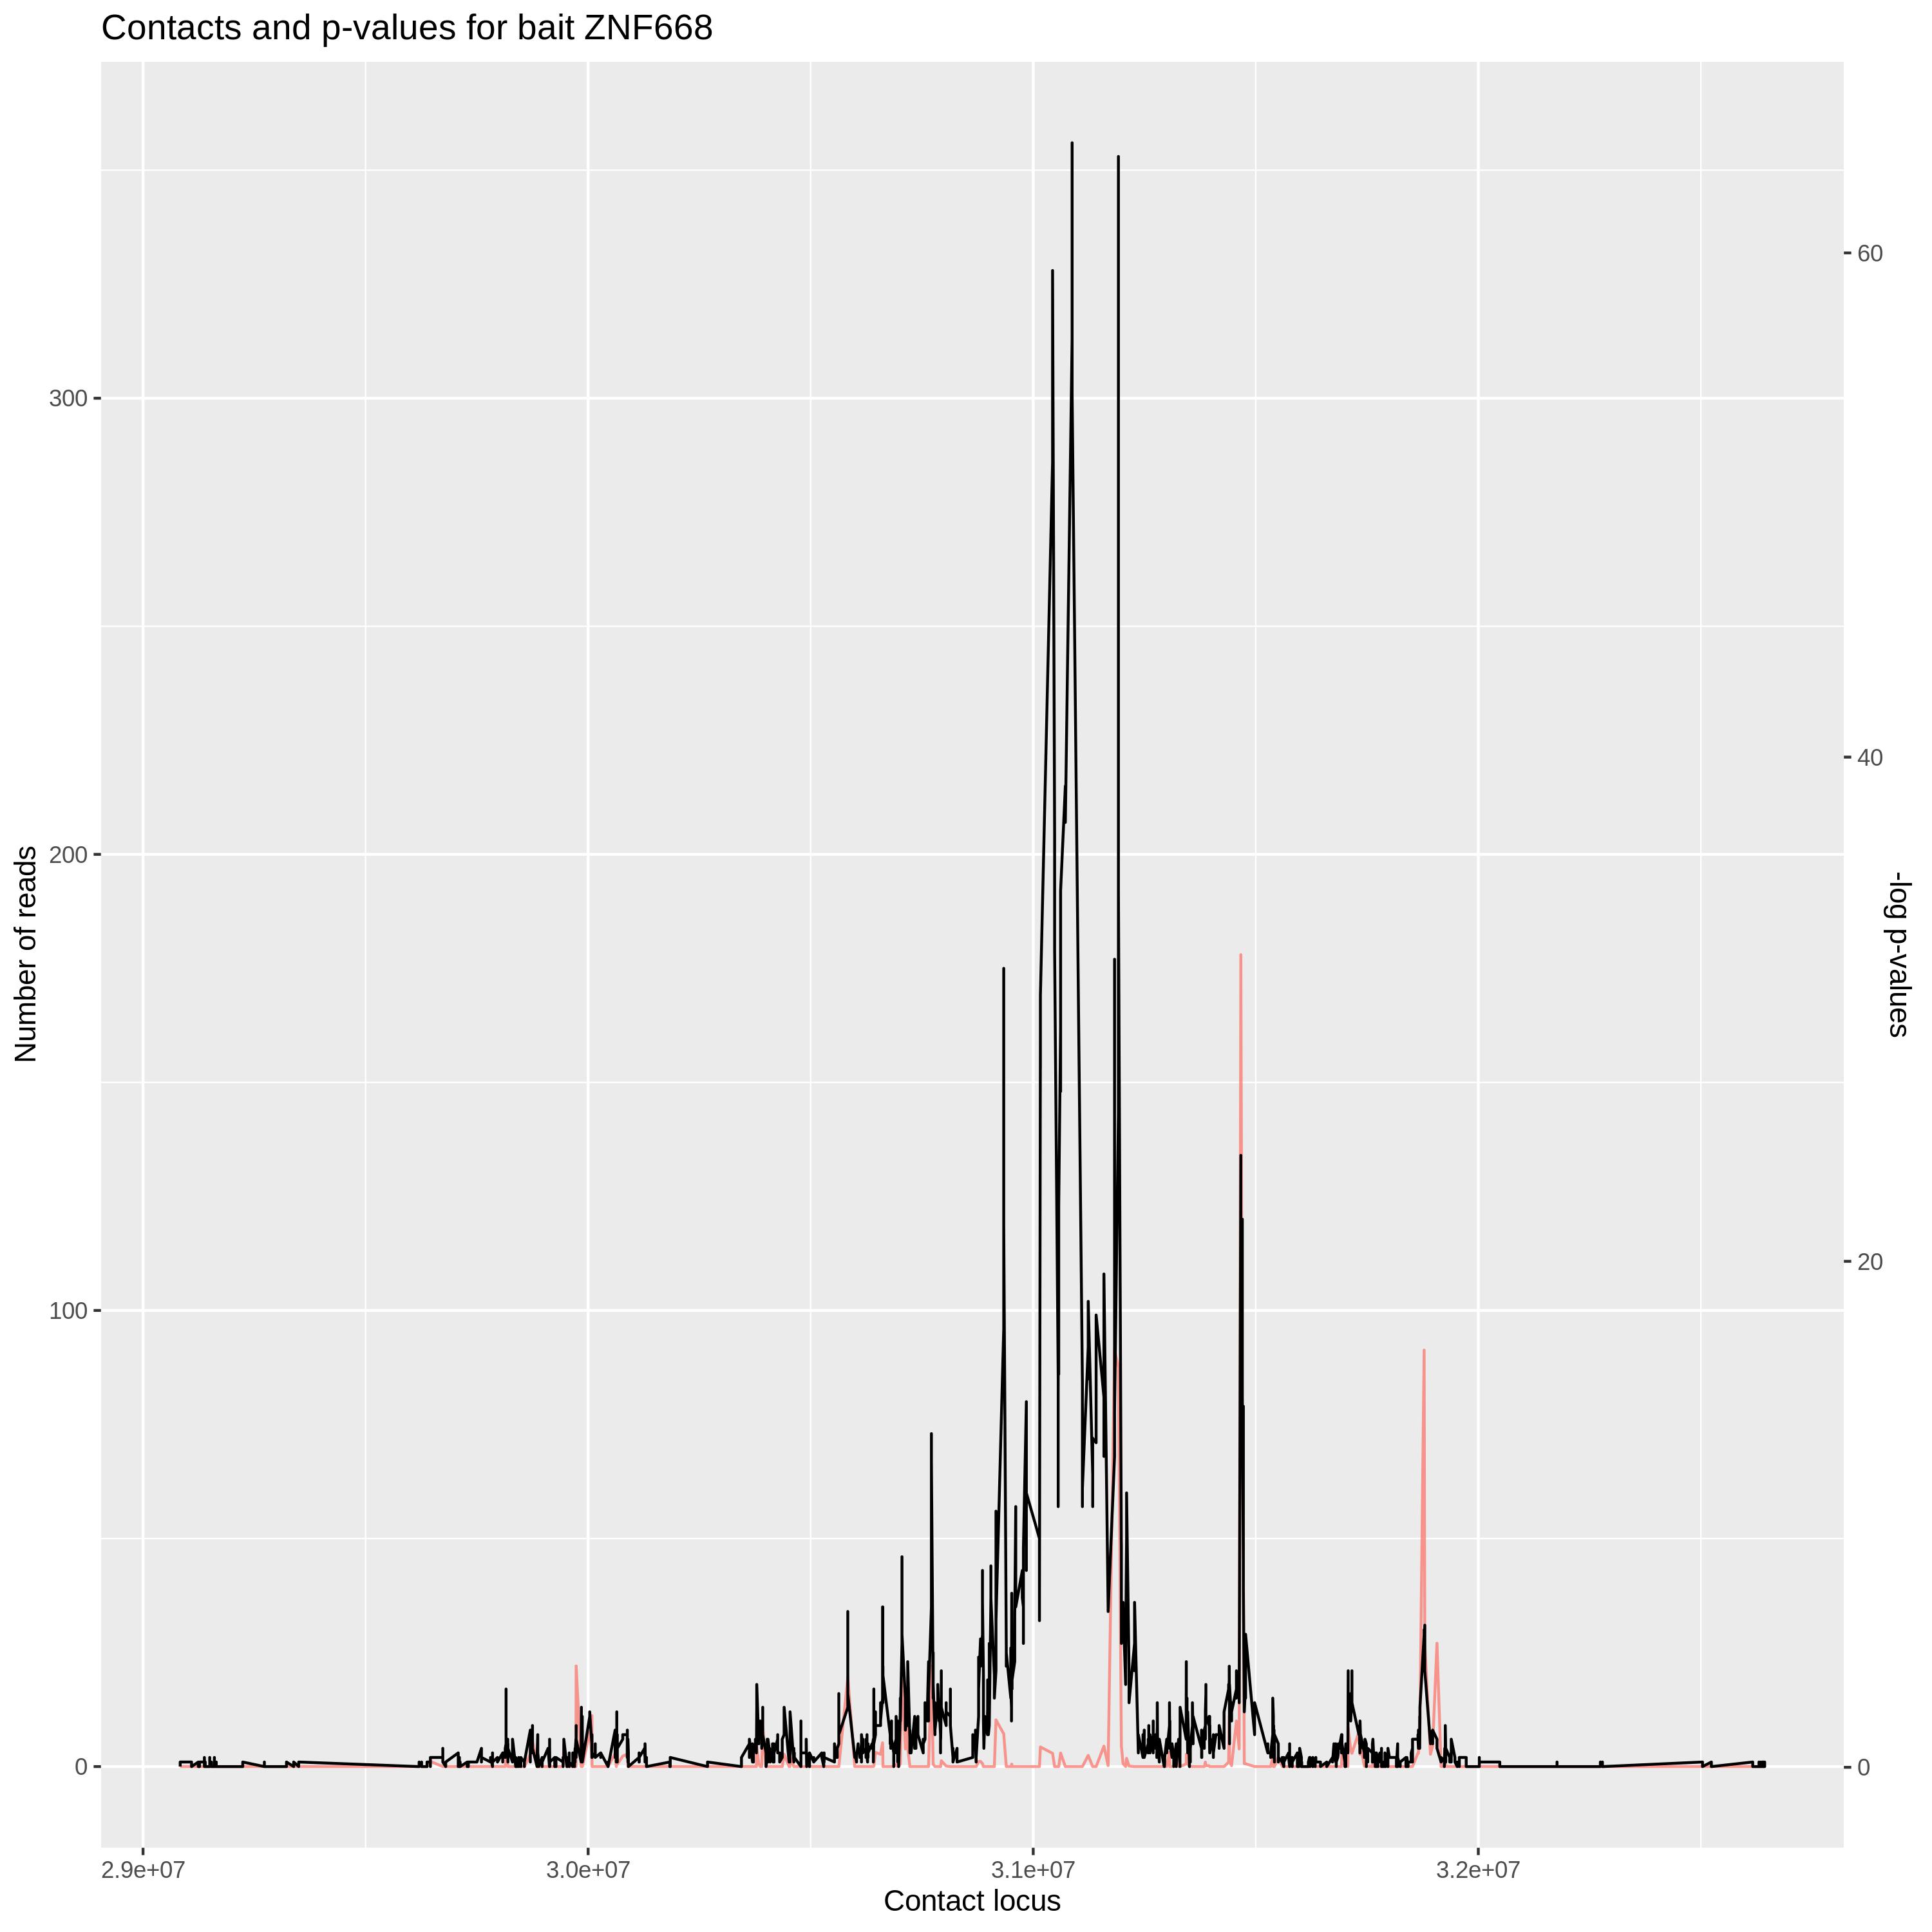 Contacts and p-values for bait ZNF668
Number of reads
300
200
100
0
60
40
20
0
-log p-values
2.9e+07
3.0e+07
3.1e+07
3.2e+07
Contact locus